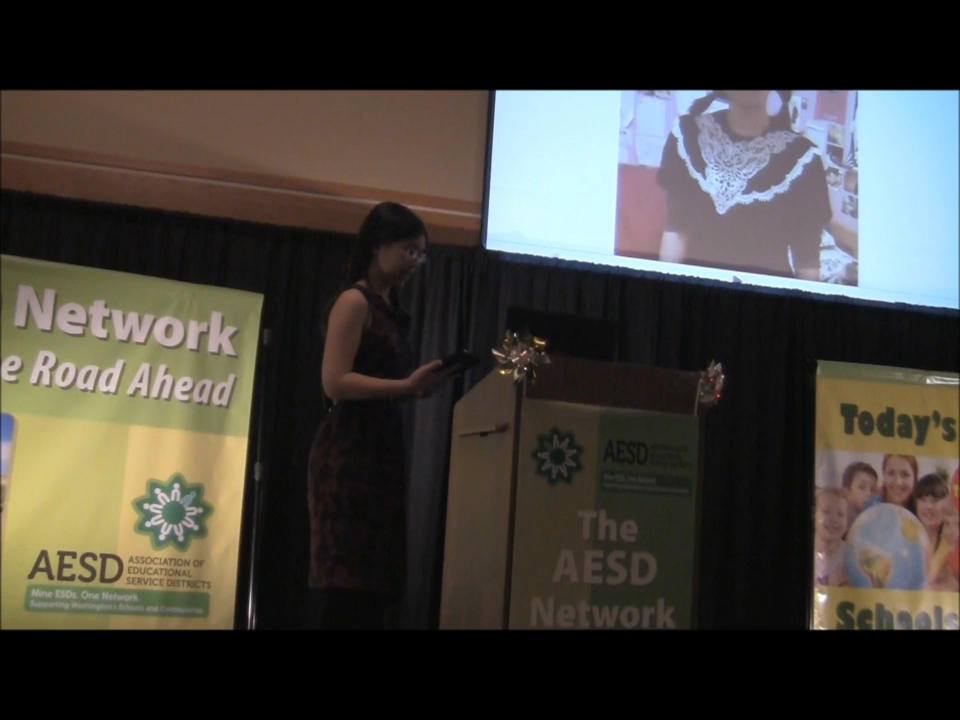 Network
e Road Ahead
AESD
ASSOCIATION OF
EDUCATIONAL
SERVICE DISTRICTS
Nine ESDs. One Network.
Supporting Washington's Schools and Communities
AESD
The
AESD
Network
Today's
Schools